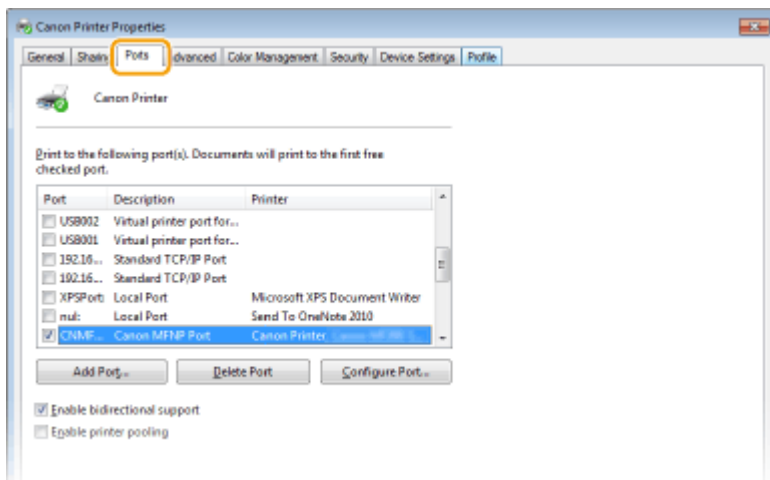 Canon Printer Properties
General Sharin Ports dvanced Color Management Security Device Settings Profile
Canon Printer
Print to the following port(s). Documents will print to the first free
checked port.
Port Description Printer
USB002 Virtual printer port for...
USB001 Virtual printer port for...
192.16... Standard TCP/IP Port
192.16... Standard TCP/IP Port
XPSPort: Local Port Microsoft XPS Document Writer
nul: Local Port Send To OneNote 2010
CNMF... Canon MFNP Port Canon Printer,
Add Port... Delete Port Configure Port...
Enable bidirectional support
Enable printer pooling